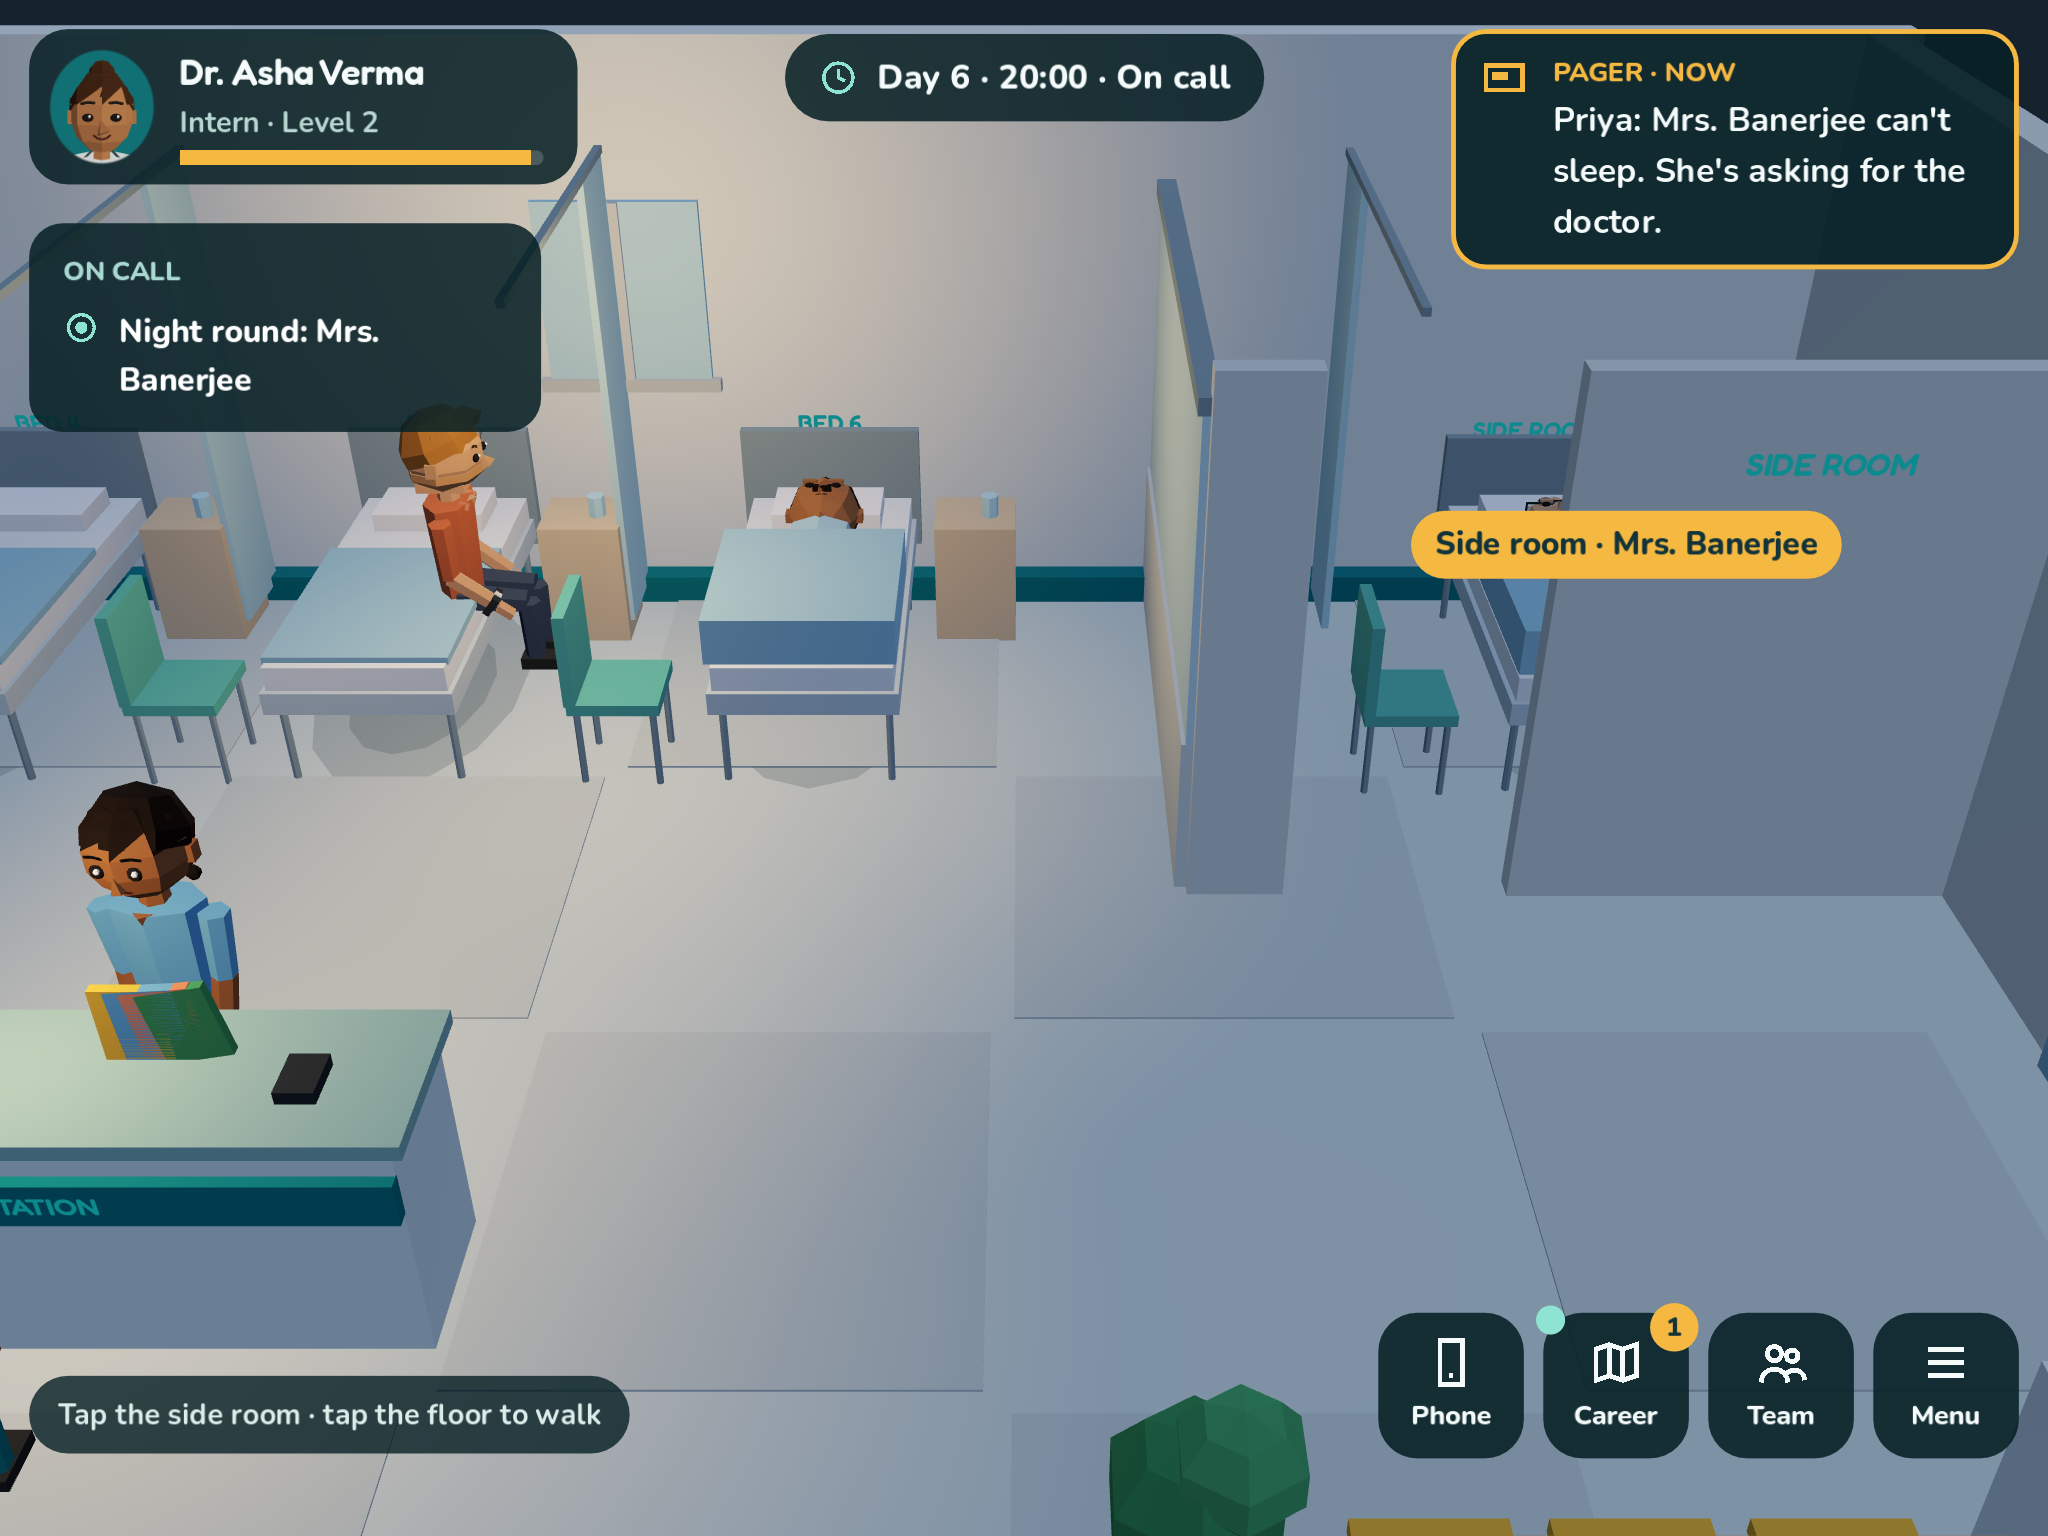 Dr. Asha Verma
Intern · Level 2
Day 6 · 20:00 · On call
PAGER · NOW
Priya: Mrs. Banerjee can't
sleep. She's asking for the
doctor.
ON CALL
Night round: Mrs.
Banerjee
BED 6
SIDE ROO
SIDE ROOM
Side room · Mrs. Banerjee
TATION
Tap the side room · tap the floor to walk
1
Phone
Career
Team
Menu